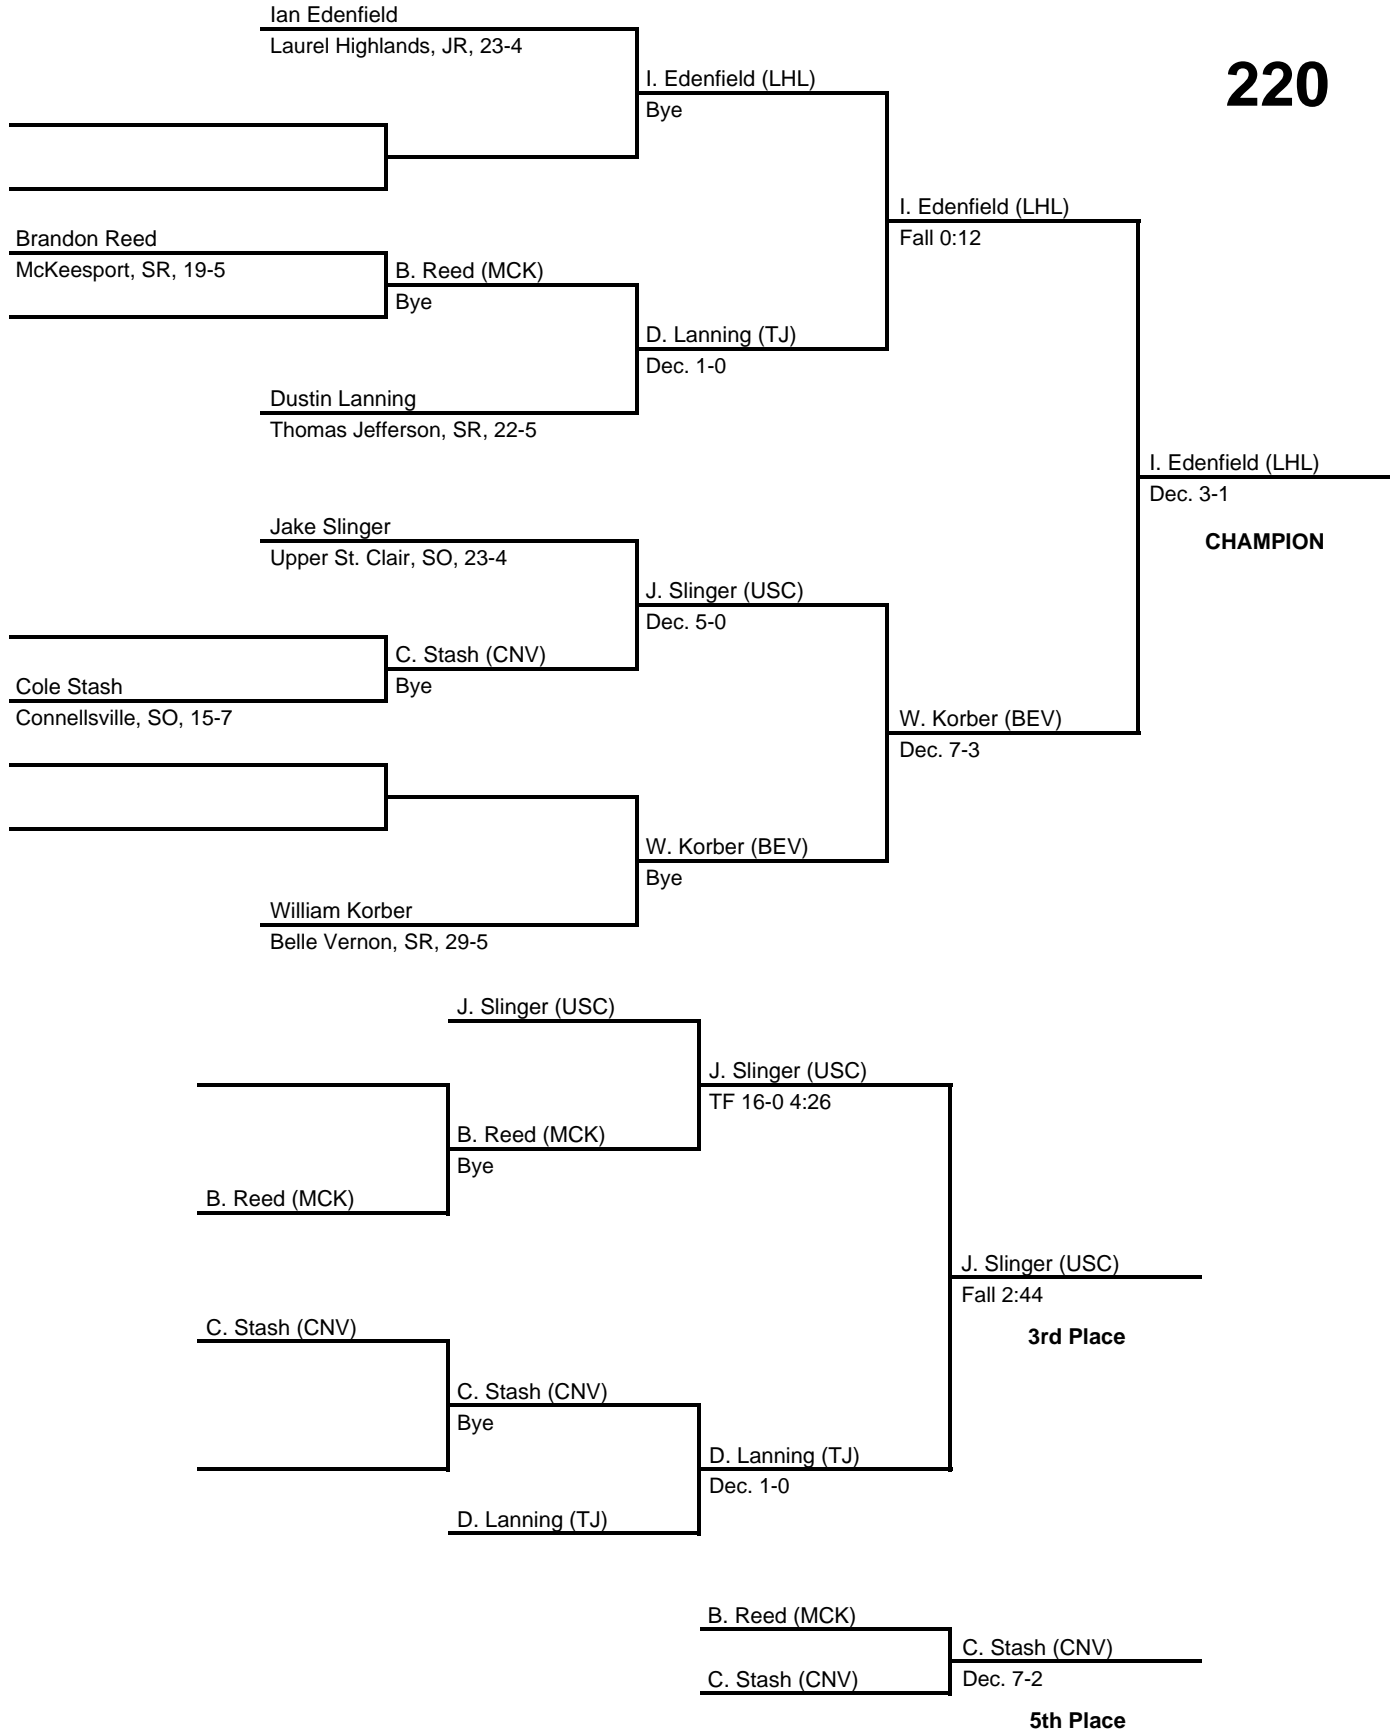 Ian Edenfield
Laurel Highlands, JR, 23-4
220
I. Edenfield (LHL)
Bye
I. Edenfield (LHL)
Fall 0:12
Brandon Reed
McKeesport, SR, 19-5
B. Reed (MCK)
Bye
D. Lanning (TJ)
Dec. 1-0
Dustin Lanning
Thomas Jefferson, SR, 22-5
I. Edenfield (LHL)
Dec. 3-1
CHAMPION
Jake Slinger
Upper St. Clair, SO, 23-4
J. Slinger (USC)
Dec. 5-0
C. Stash (CNV)
Bye
Cole Stash
Connellsville, SO, 15-7
W. Korber (BEV)
Dec. 7-3
W. Korber (BEV)
Bye
William Korber
Belle Vernon, SR, 29-5
J. Slinger (USC)
J. Slinger (USC)
TF 16-0 4:26
B. Reed (MCK)
Bye
B. Reed (MCK)
J. Slinger (USC)
Fall 2:44
3rd Place
C. Stash (CNV)
C. Stash (CNV)
Bye
D. Lanning (TJ)
Dec. 1-0
D. Lanning (TJ)
B. Reed (MCK)
C. Stash (CNV)
Dec. 7-2
C. Stash (CNV)
5th Place